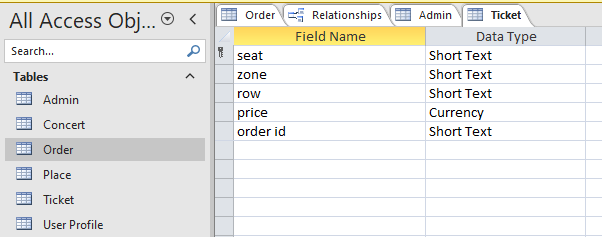 All Access Obj...
Search...
Tables
Admin
Concert
Order
Place
Ticket
User Profile
Order Relationships Admin Ticket
Field Name Data Type
seat Short Text
zone Short Text
row Short Text
price Currency
order id Short Text